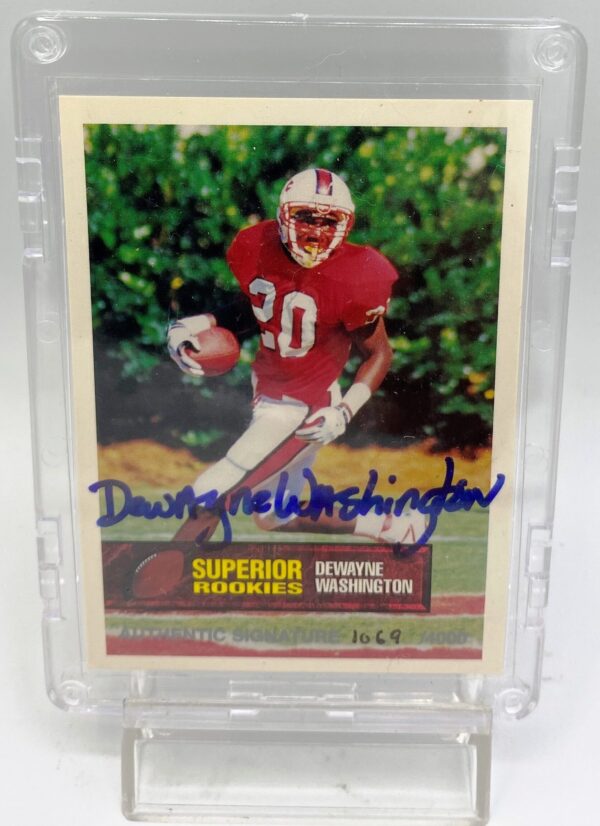 20
Dewayne Washington
SUPERIOR DEWAYNE
ROOKIES WASHINGTON
AUTHENTIC SIGNATURE 1069 /4000